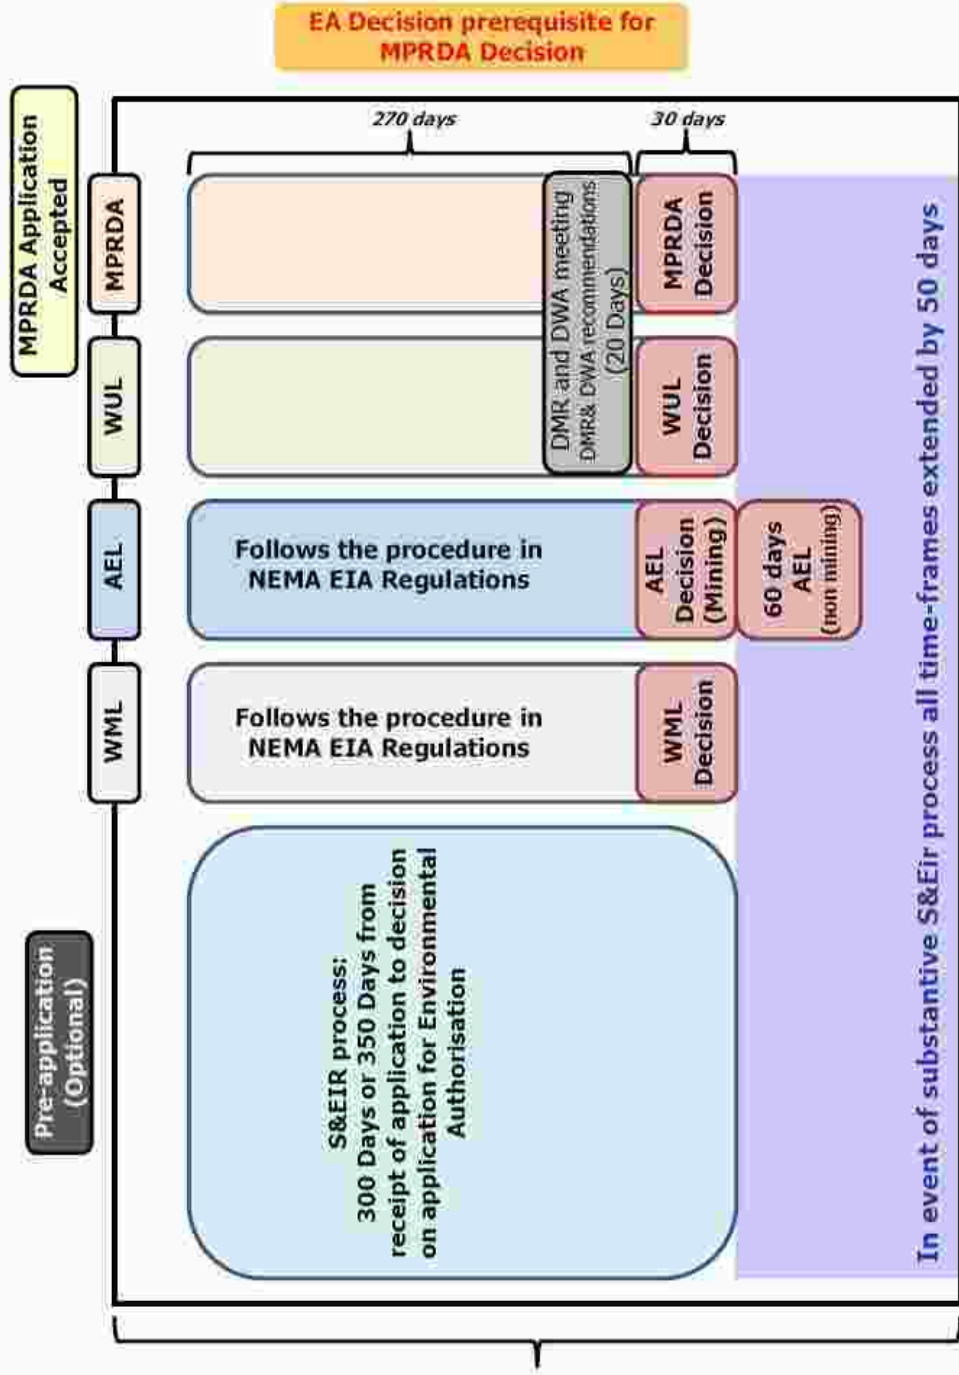 EA Decision prerequisite for
MPRDA Decision
MPRDA Application
Accepted
Pre-application
(Optional)
270 days
30 days
MPRDA
WUL
AEL
WML
DMR and DWA meeting
DMR& DWA recommendations
(20 Days)
MPRDA
Decision
WUL
Decision
Follows the procedure in
NEMA EIA Regulations
AEL
Decision
(Mining)
60 days
AEL
(non mining)
Follows the procedure in
NEMA EIA Regulations
WML
Decision
S&EIR process:
300 Days or 350 Days from
receipt of application to decision
on application for Environmental
Authorisation
In event of substantive S&Eir process all time-frames extended by 50 days